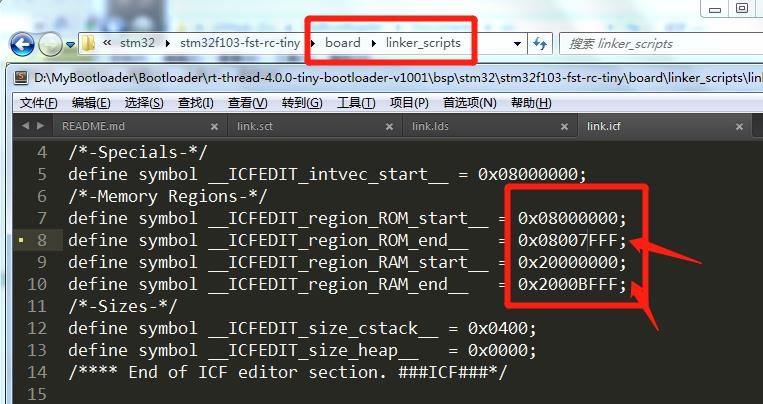 « stm32 ▸ stm32f103-fst-rc-tiny ▸ board ▸ linker_scripts
搜索 linker_scripts
D:\MyBootloader\Bootloader\rt-thread-4.0.0-tiny-bootloader-v1001\bsp\stm32\stm32f103-fst-rc-tiny\board\linker_scripts\link
文件(F) 编辑(E) 选择(S) 查找(I) 查看(V) 转到(G) 工具(T) 项目(P) 首选项(N) 帮助(H)
README.md × link.sct × link.lds × link.icf ×
4 /*-Specials-*/
5 define symbol __ICFEDIT_intvec_start__ = 0x08000000;
6 /*-Memory Regions-*/
7 define symbol __ICFEDIT_region_ROM_start__ = 0x08000000;
8 define symbol __ICFEDIT_region_ROM_end__   = 0x08007FFF;
9 define symbol __ICFEDIT_region_RAM_start__ = 0x20000000;
10 define symbol __ICFEDIT_region_RAM_end__   = 0x2000BFFF;
11 /*-Sizes-*/
12 define symbol __ICFEDIT_size_cstack__ = 0x0400;
13 define symbol __ICFEDIT_size_heap__   = 0x0000;
14 /**** End of ICF editor section. ###ICF###*/
15